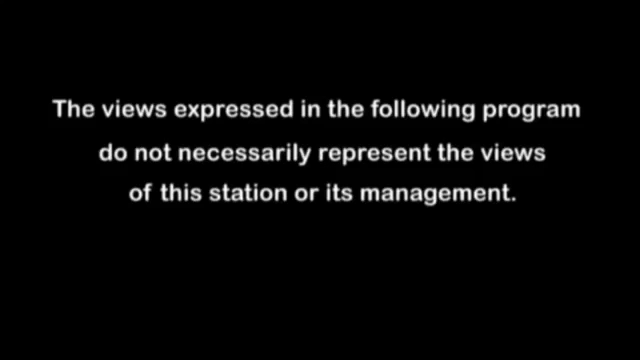 The views expressed in the following program
do not necessarily represent the views
of this station or its management.